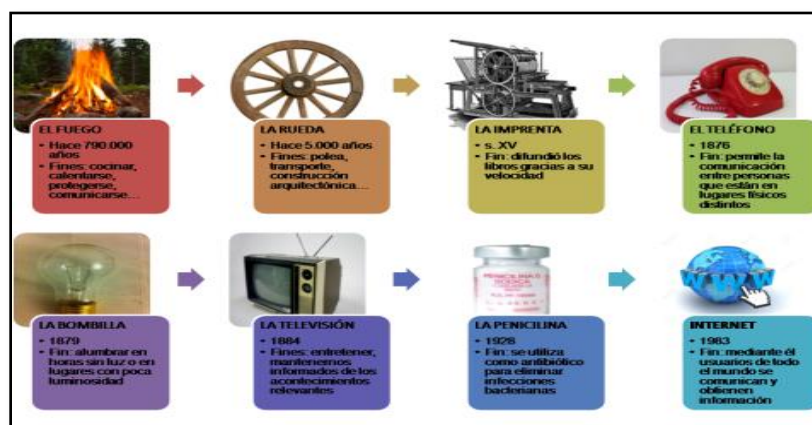 EL FUEGO
• Hace 790.000
años
• Fines: cocinar,
calentarse,
protegerse,
comunicarse...
LA RUEDA
• Hace 5.000 años
• Fines: polea,
transporte,
construcción
arquitectónica...
LA IMPRENTA
• s. XV
• Fin: difundió los
libros gracias a su
velocidad
EL TELÉFONO
• 1876
• Fin: permite la
comunicación
entre personas
que están en
lugares físicos
distintos
LA BOMBILLA
• 1879
• Fin: alumbrar en
horas sin luz o en
lugares con poca
luminosidad
LA TELEVISIÓN
• 1884
• Fines: entretener,
mantenernos
informados de los
acontecimientos
relevantes
PENICILINA G
SODICA
LA PENICILINA
• 1928
• Fin: se utiliza
como antibiótico
para eliminar
infecciones
bacterianas
WWW
INTERNET
• 1983
• Fin: mediante él
usuarios de todo
el mundo se
comunican y
obtienen
información